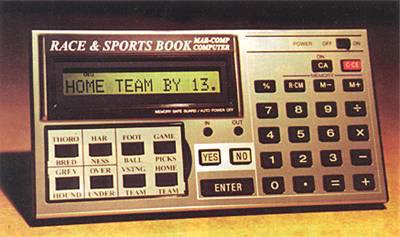 RACE & SPORTS BOOK MAR-COMP COMPUTER
POWER OFF ON
HOME TEAM BY 13.
MEMORY SAFE GUARD / AUTO POWER OFF
ON
CA C·CE
MEMORY
% R·CM M− M+
7 8 9 ÷
4 5 6 ×
1 2 3 −
0 · = +
IN OUT
YES NO
ENTER
THORO BRED
HAR NESS
FOOT BALL
GAME PICKS
GREY HOUND
OVER UNDER
VSTNG TEAM
HOME TEAM